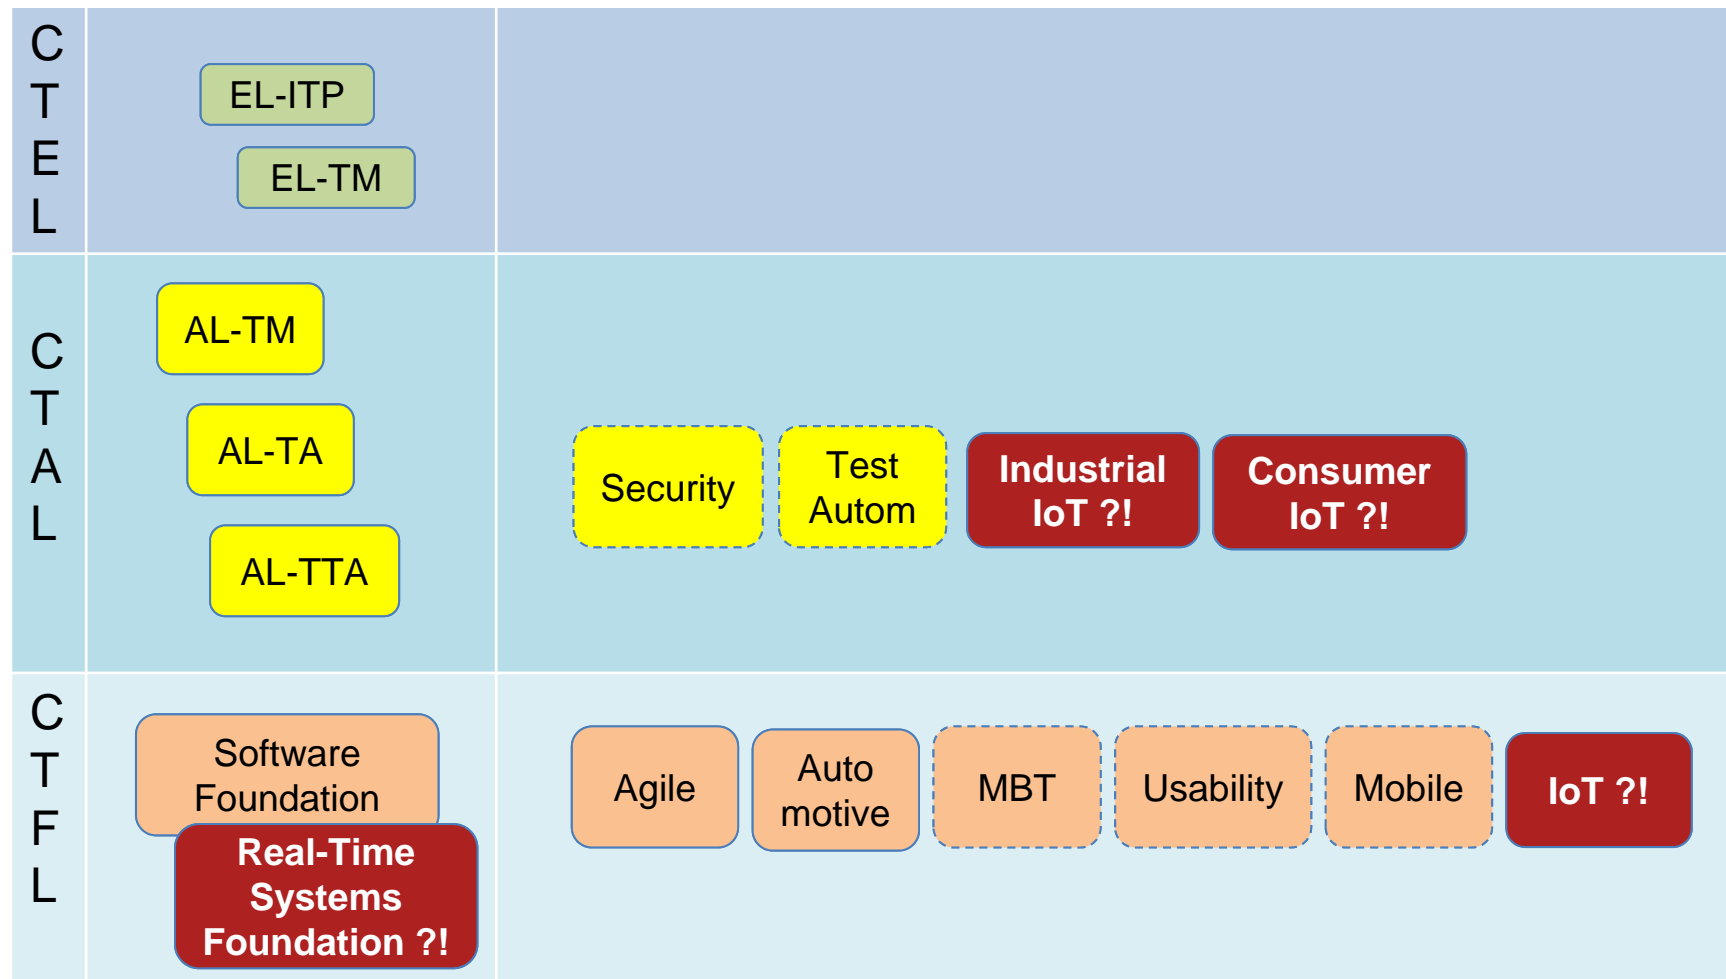 C
T
E
L
EL-ITP
EL-TM
C
T
A
L
AL-TM
AL-TA
AL-TTA
Security
Test
Autom
Industrial
IoT ?!
Consumer
IoT ?!
C
T
F
L
Software
Foundation
Real-Time
Systems
Foundation ?!
Agile
Auto
motive
MBT
Usability
Mobile
IoT ?!